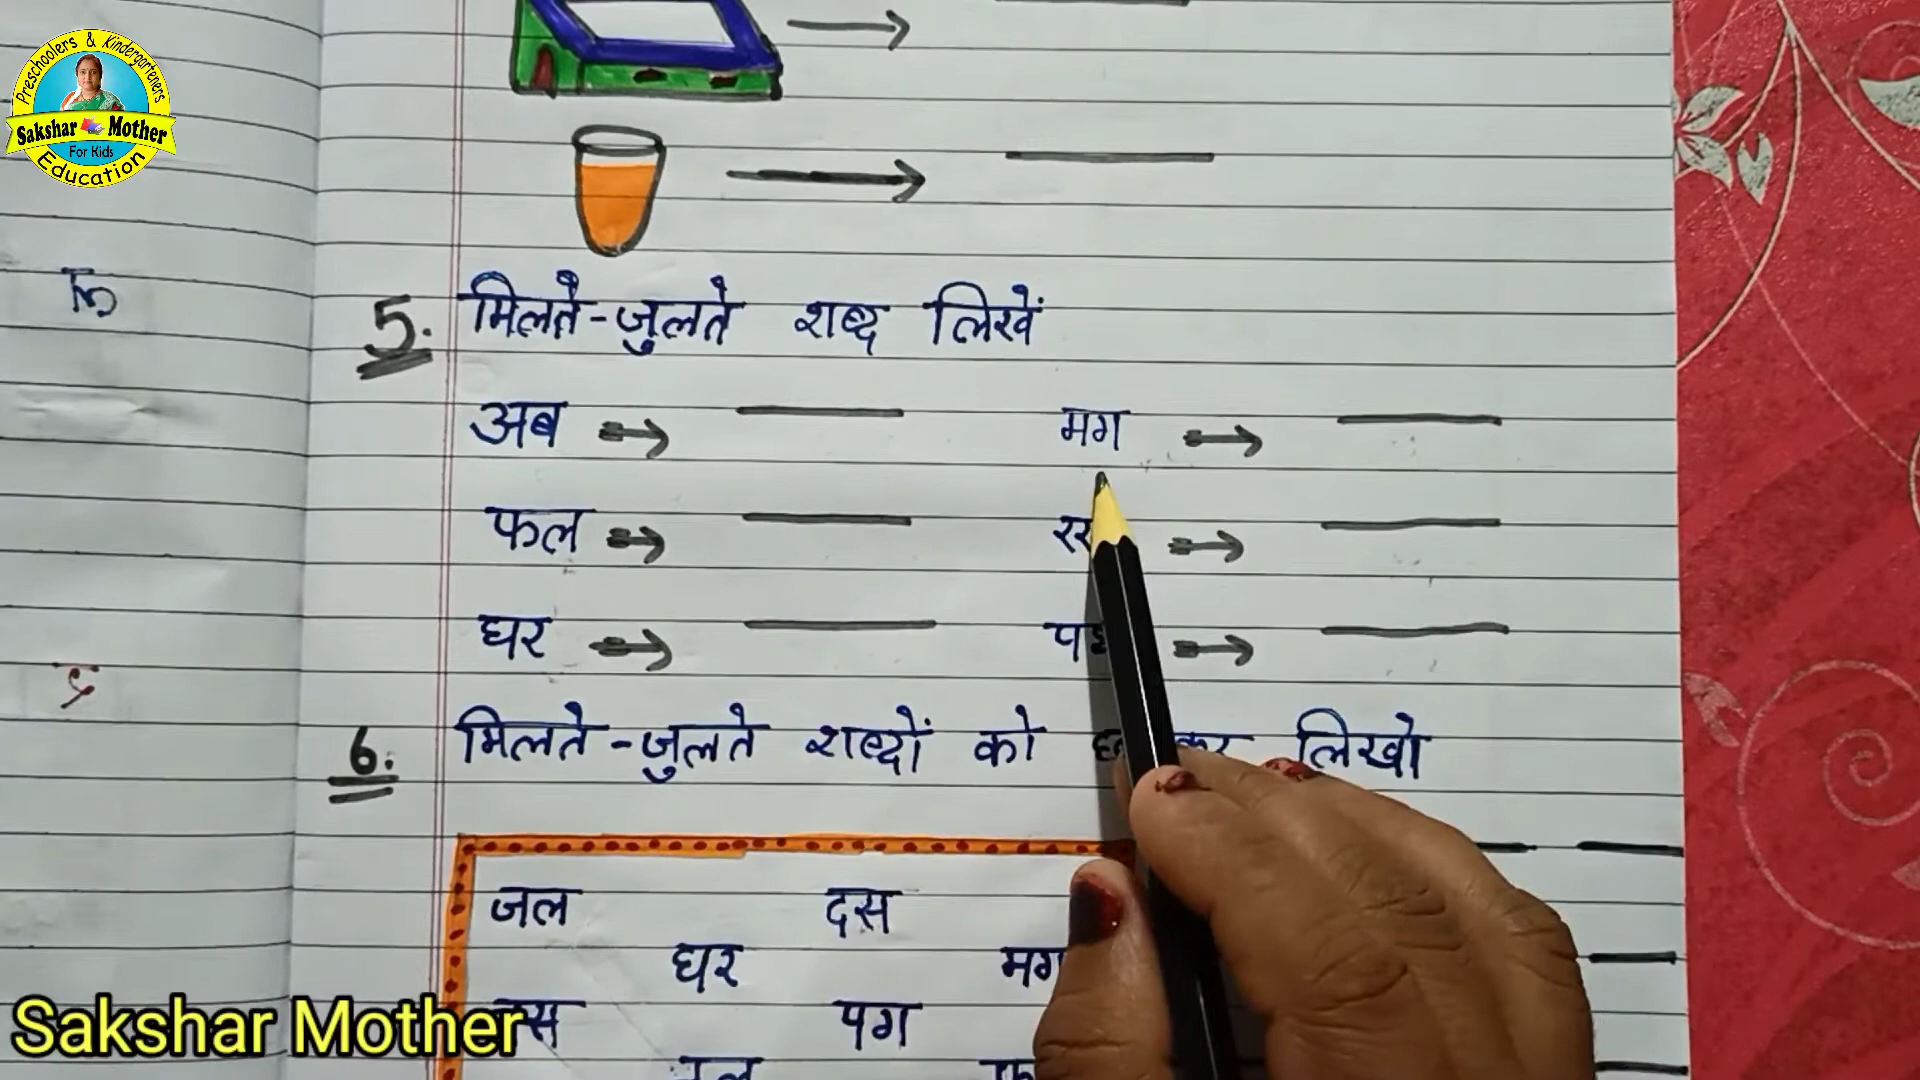 Preschoolers & Kindergarteners
Sakshar Mother
For Kids
Education
5. मिलते-जुलते शब्द लिखें
अब मग
फल
घर
6. मिलते-जुलते शब्दों को लिखो
जल दस
घर मग
पग
Sakshar Mother